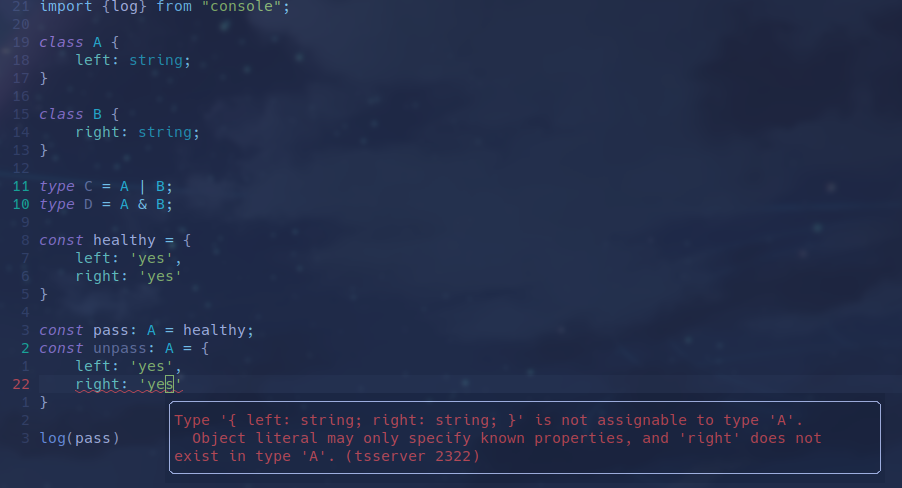 21 import {log} from "console";
20
19 class A {
18     left: string;
17 }
16
15 class B {
14     right: string;
13 }
12
11 type C = A | B;
10 type D = A & B;
9
8 const healthy = {
7     left: 'yes',
6     right: 'yes'
5 }
4
3 const pass: A = healthy;
2 const unpass: A = {
1     left: 'yes',
22     right: 'yes'
1 }
2
3 log(pass)
Type '{ left: string; right: string; }' is not assignable to type 'A'.
  Object literal may only specify known properties, and 'right' does not
exist in type 'A'. (tsserver 2322)